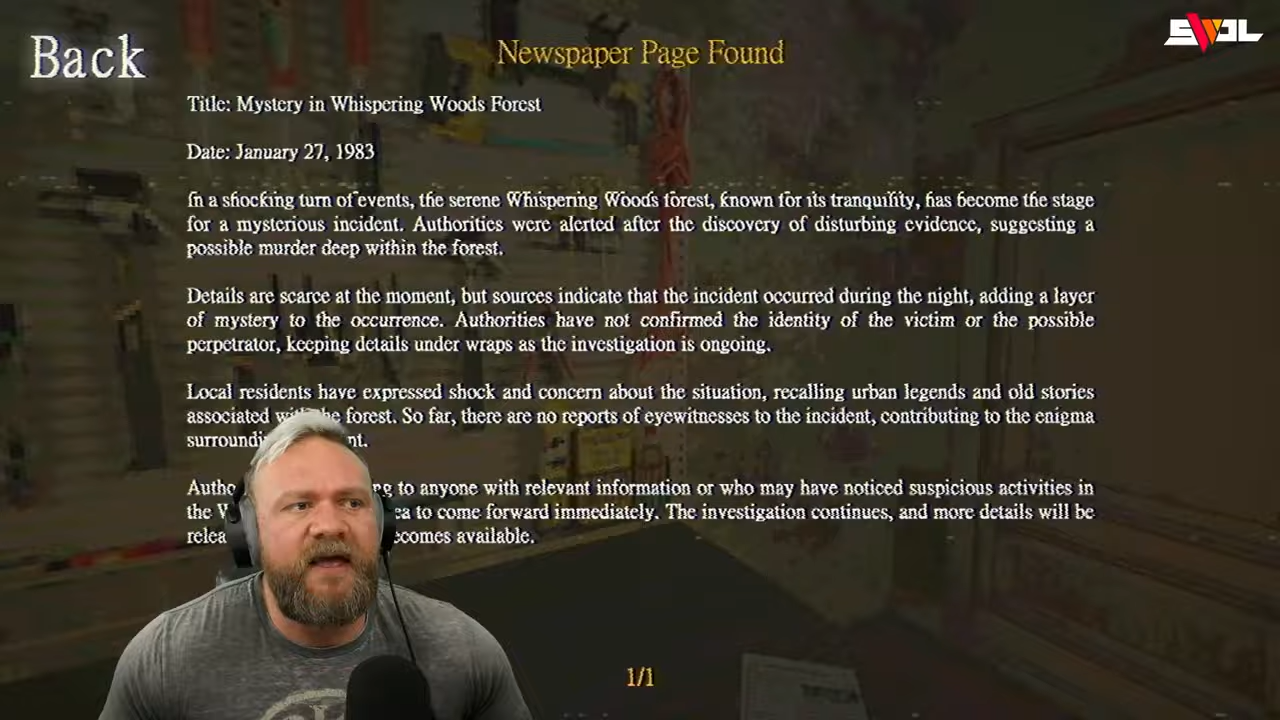 Back
SWOL
Newspaper Page Found
Title: Mystery in Whispering Woods Forest
Date: January 27, 1983
In a shocking turn of events, the serene Whispering Woods forest, known for its tranquility, has become the stage
for a mysterious incident. Authorities were alerted after the discovery of disturbing evidence, suggesting a
possible murder deep within the forest.
Details are scarce at the moment, but sources indicate that the incident occurred during the night, adding a layer
of mystery to the occurrence. Authorities have not confirmed the identity of the victim or the possible
perpetrator, keeping details under wraps as the investigation is ongoing.
Local residents have expressed shock and concern about the situation, recalling urban legends and old stories
associated forest. So far, there are no reports of eyewitnesses to the incident, contributing to the enigma
to anyone with relevant information or who may have noticed suspicious activities in
the to come forward immediately. The investigation continues, and more details will be
available.
1/1